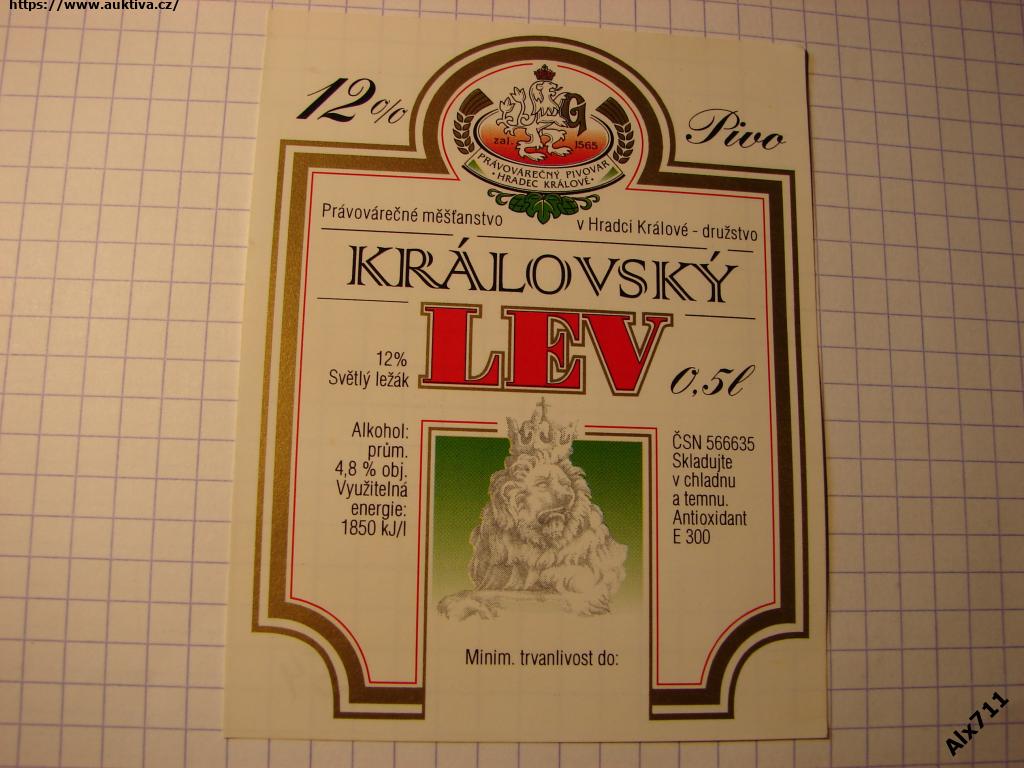 https://www.auktiva.cz/
12%
Pivo
G
zal. 1565
PRÁVOVÁREČNÝ PIVOVAR
· HRADEC KRÁLOVÉ ·
Právovárečné měšťanstvo
v Hradci Králové - družstvo
KRÁLOVSKÝ
LEV
12%
Světlý ležák
0,5l
Alkohol:
prům.
4,8 % obj.
Využitelná
energie:
1850 kJ/l
ČSN 566635
Skladujte
v chladnu
a temnu.
Antioxidant
E 300
Minim. trvanlivost do:
Alx711